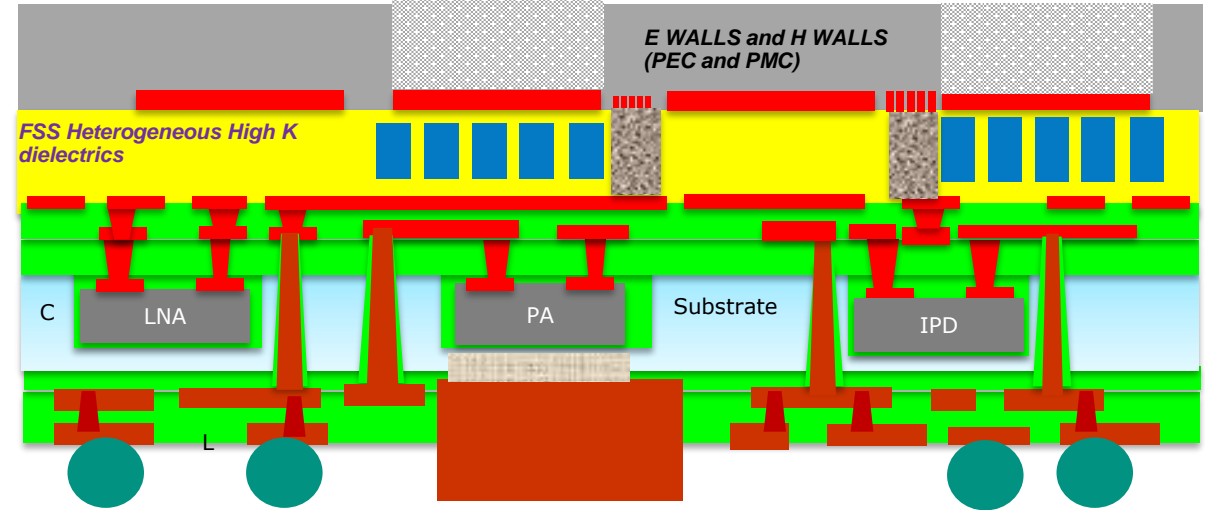 E WALLS and H WALLS
(PEC and PMC)
FSS Heterogeneous High K
dielectrics
C
LNA
PA
Substrate
IPD
L